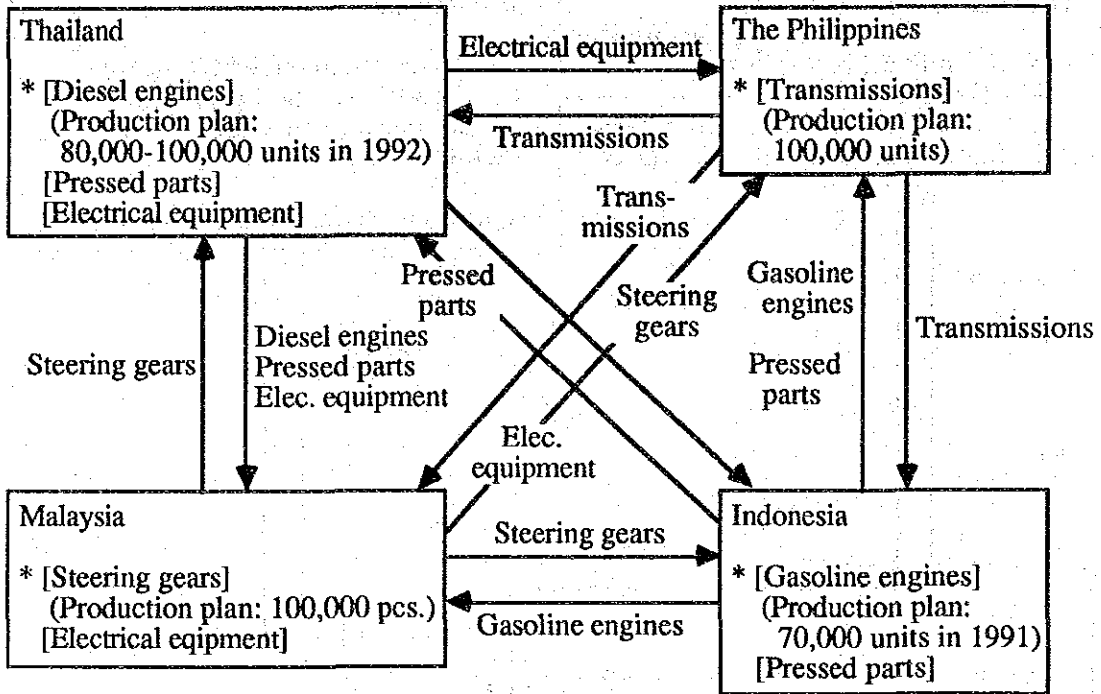 Thailand
* [Diesel engines]
(Production plan:
80,000-100,000 units in 1992)
[Pressed parts]
[Electrical equipment]
Electrical equipment
Transmissions
The Philippines
* [Transmissions]
(Production plan:
100,000 units)
Trans-
missions
Pressed
parts
Steering
gears
Gasoline
engines
Pressed
parts
Transmissions
Steering gears
Diesel engines
Pressed parts
Elec. equipment
Elec.
equipment
Malaysia
* [Steering gears]
(Production plan: 100,000 pcs.)
[Electrical eqipment]
Steering gears
Gasoline engines
Indonesia
* [Gasoline engines]
(Production plan:
70,000 units in 1991)
[Pressed parts]